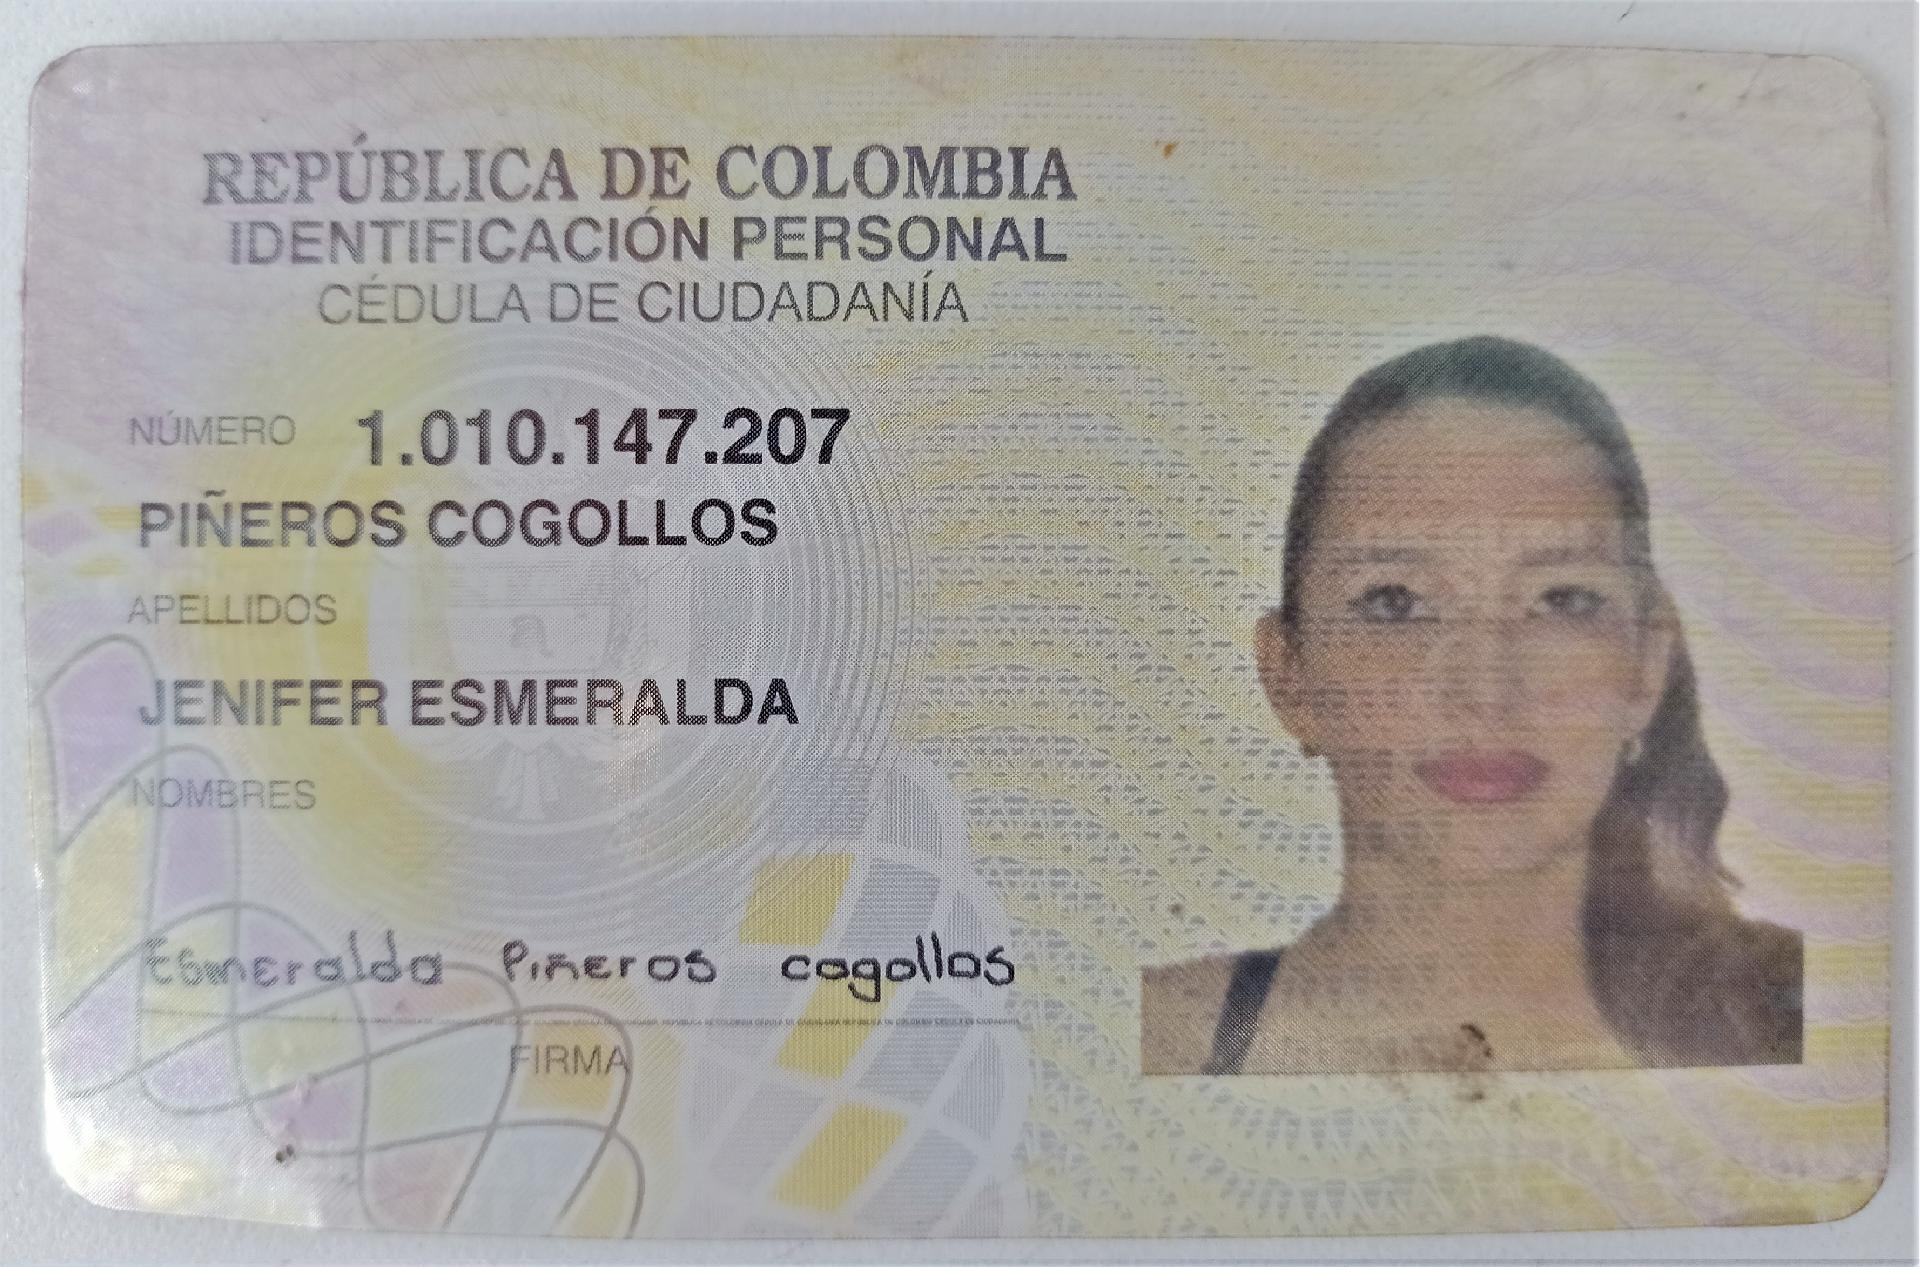 REPÚBLICA DE COLOMBIA
IDENTIFICACIÓN PERSONAL
CÉDULA DE CIUDADANÍA
NÚMERO 1.010.147.207
PIÑEROS COGOLLOS
APELLIDOS
JENIFER ESMERALDA
NOMBRES
Esmeralda Piñeros cogollos
FIRMA